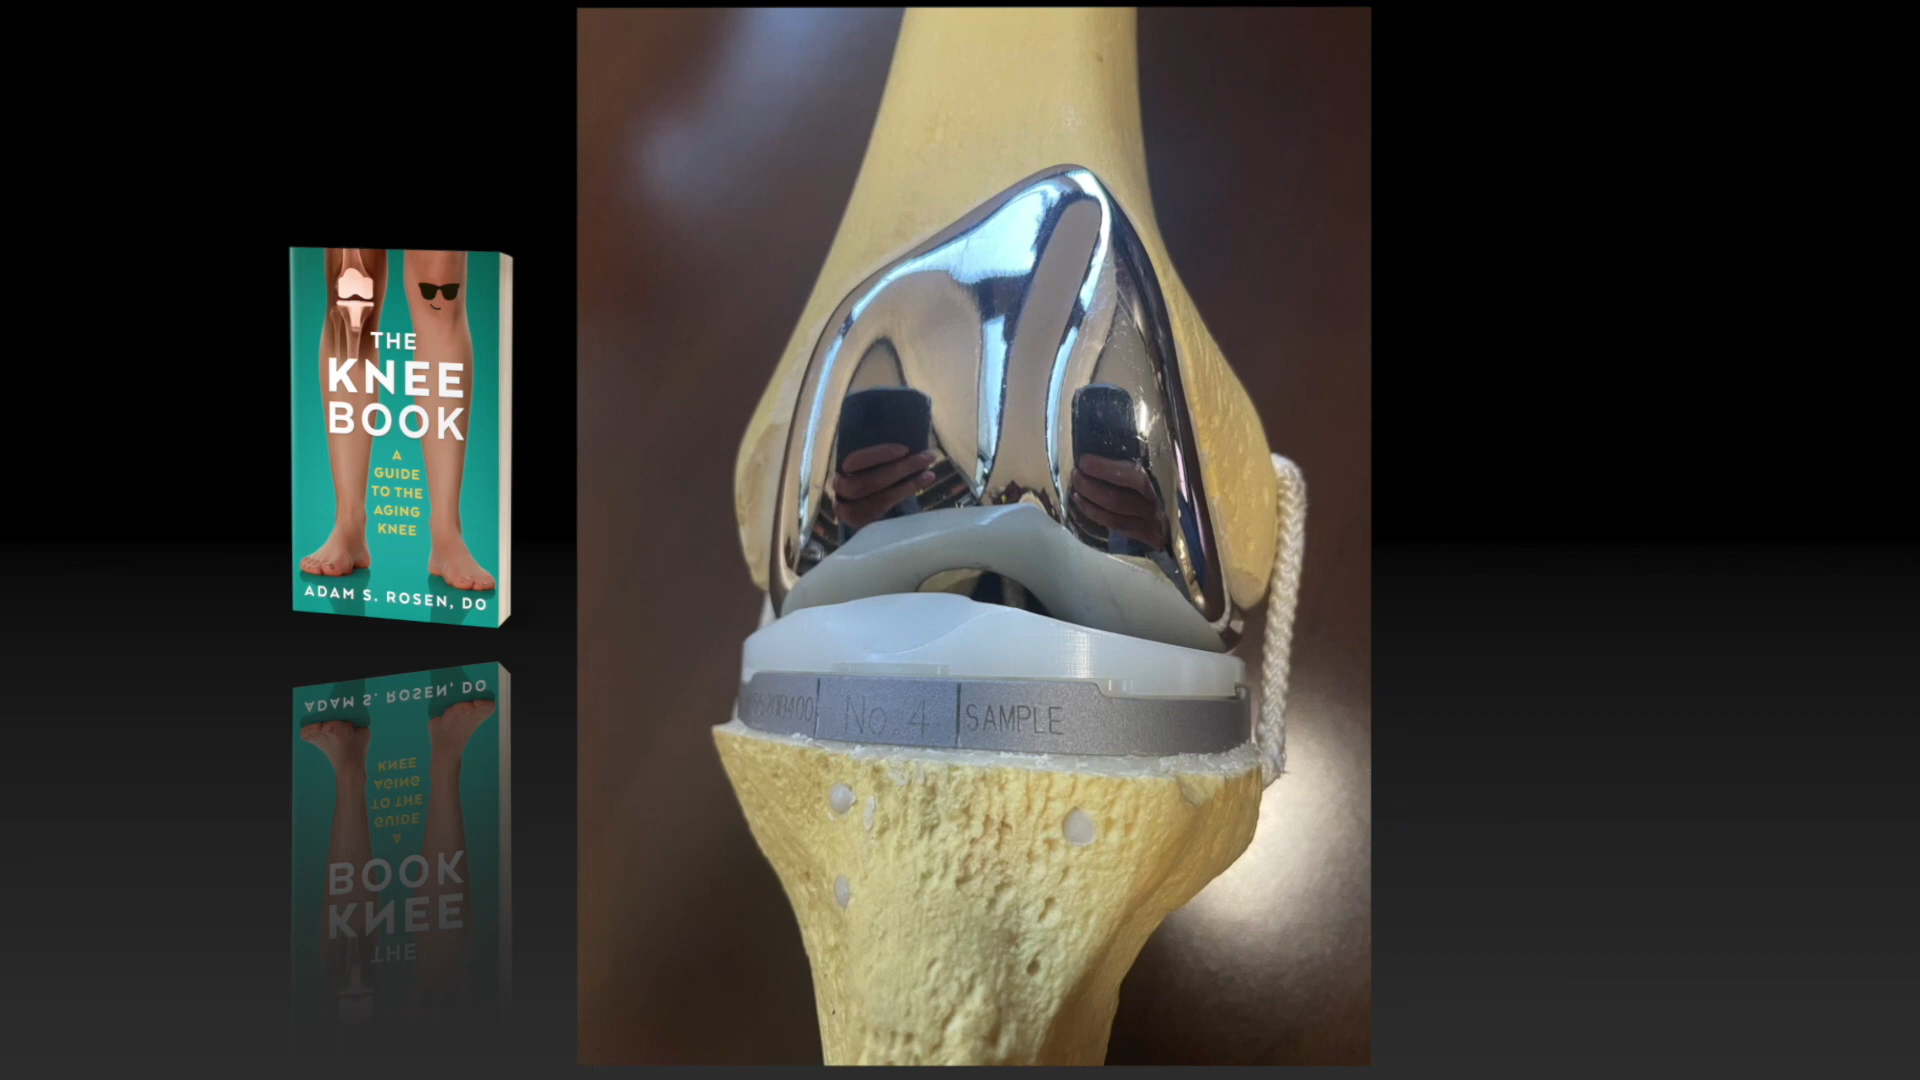 THE
KNEE
BOOK
A
GUIDE
TO THE
AGING
KNEE
ADAM S. ROSEN, DO
No. 4
SAMPLE